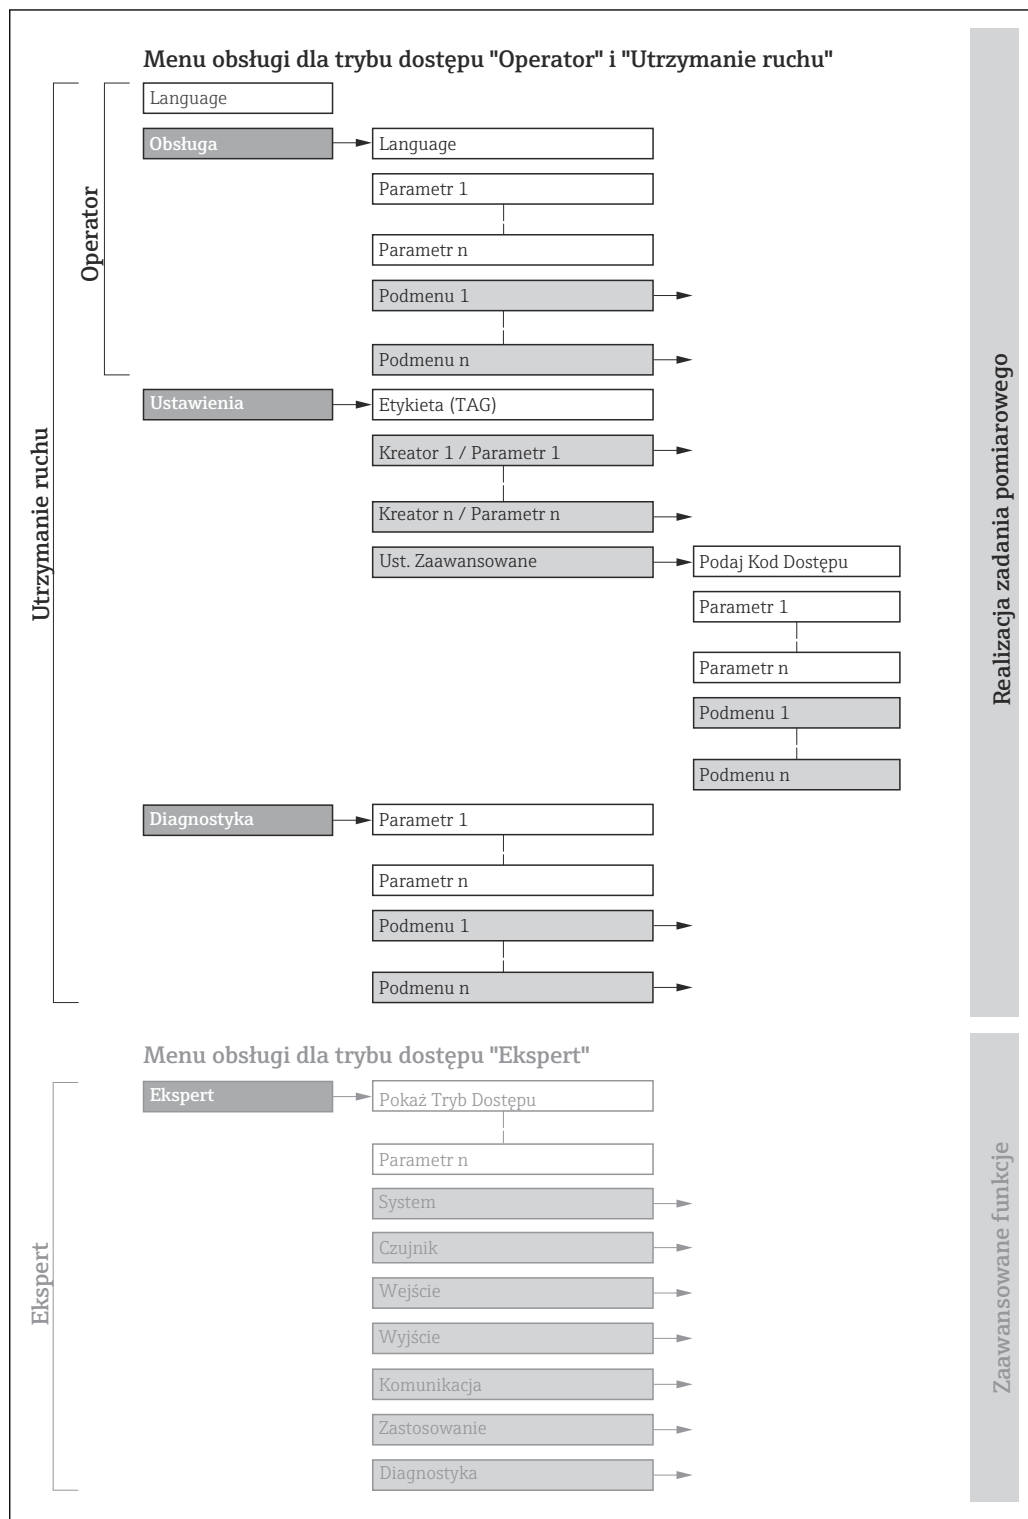 Menu obsługi dla trybu dostępu "Operator" i "Utrzymanie ruchu"
Utrzymanie ruchu
Operator
Language
Obsługa
Language
Parametr 1
Parametr n
Podmenu 1
Podmenu n
Ustawienia
Etykieta (TAG)
Kreator 1 / Parametr 1
Kreator n / Parametr n
Ust. Zaawansowane
Podaj Kod Dostępu
Parametr 1
Parametr n
Podmenu 1
Podmenu n
Diagnostyka
Parametr 1
Parametr n
Podmenu 1
Podmenu n
Realizacja zadania pomiarowego
Menu obsługi dla trybu dostępu "Ekspert"
Ekspert
Ekspert
Pokaż Tryb Dostępu
Parametr n
System
Czujnik
Wejście
Wyjście
Komunikacja
Zastosowanie
Diagnostyka
Zaawansowane funkcje